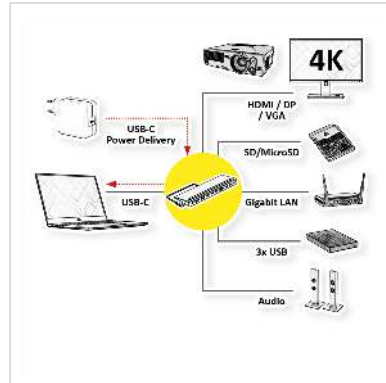 4K
HDMI / DP
/ VGA
USB-C
Power Delivery
SD/MicroSD
USB-C
Gigabit LAN
3x USB
Audio